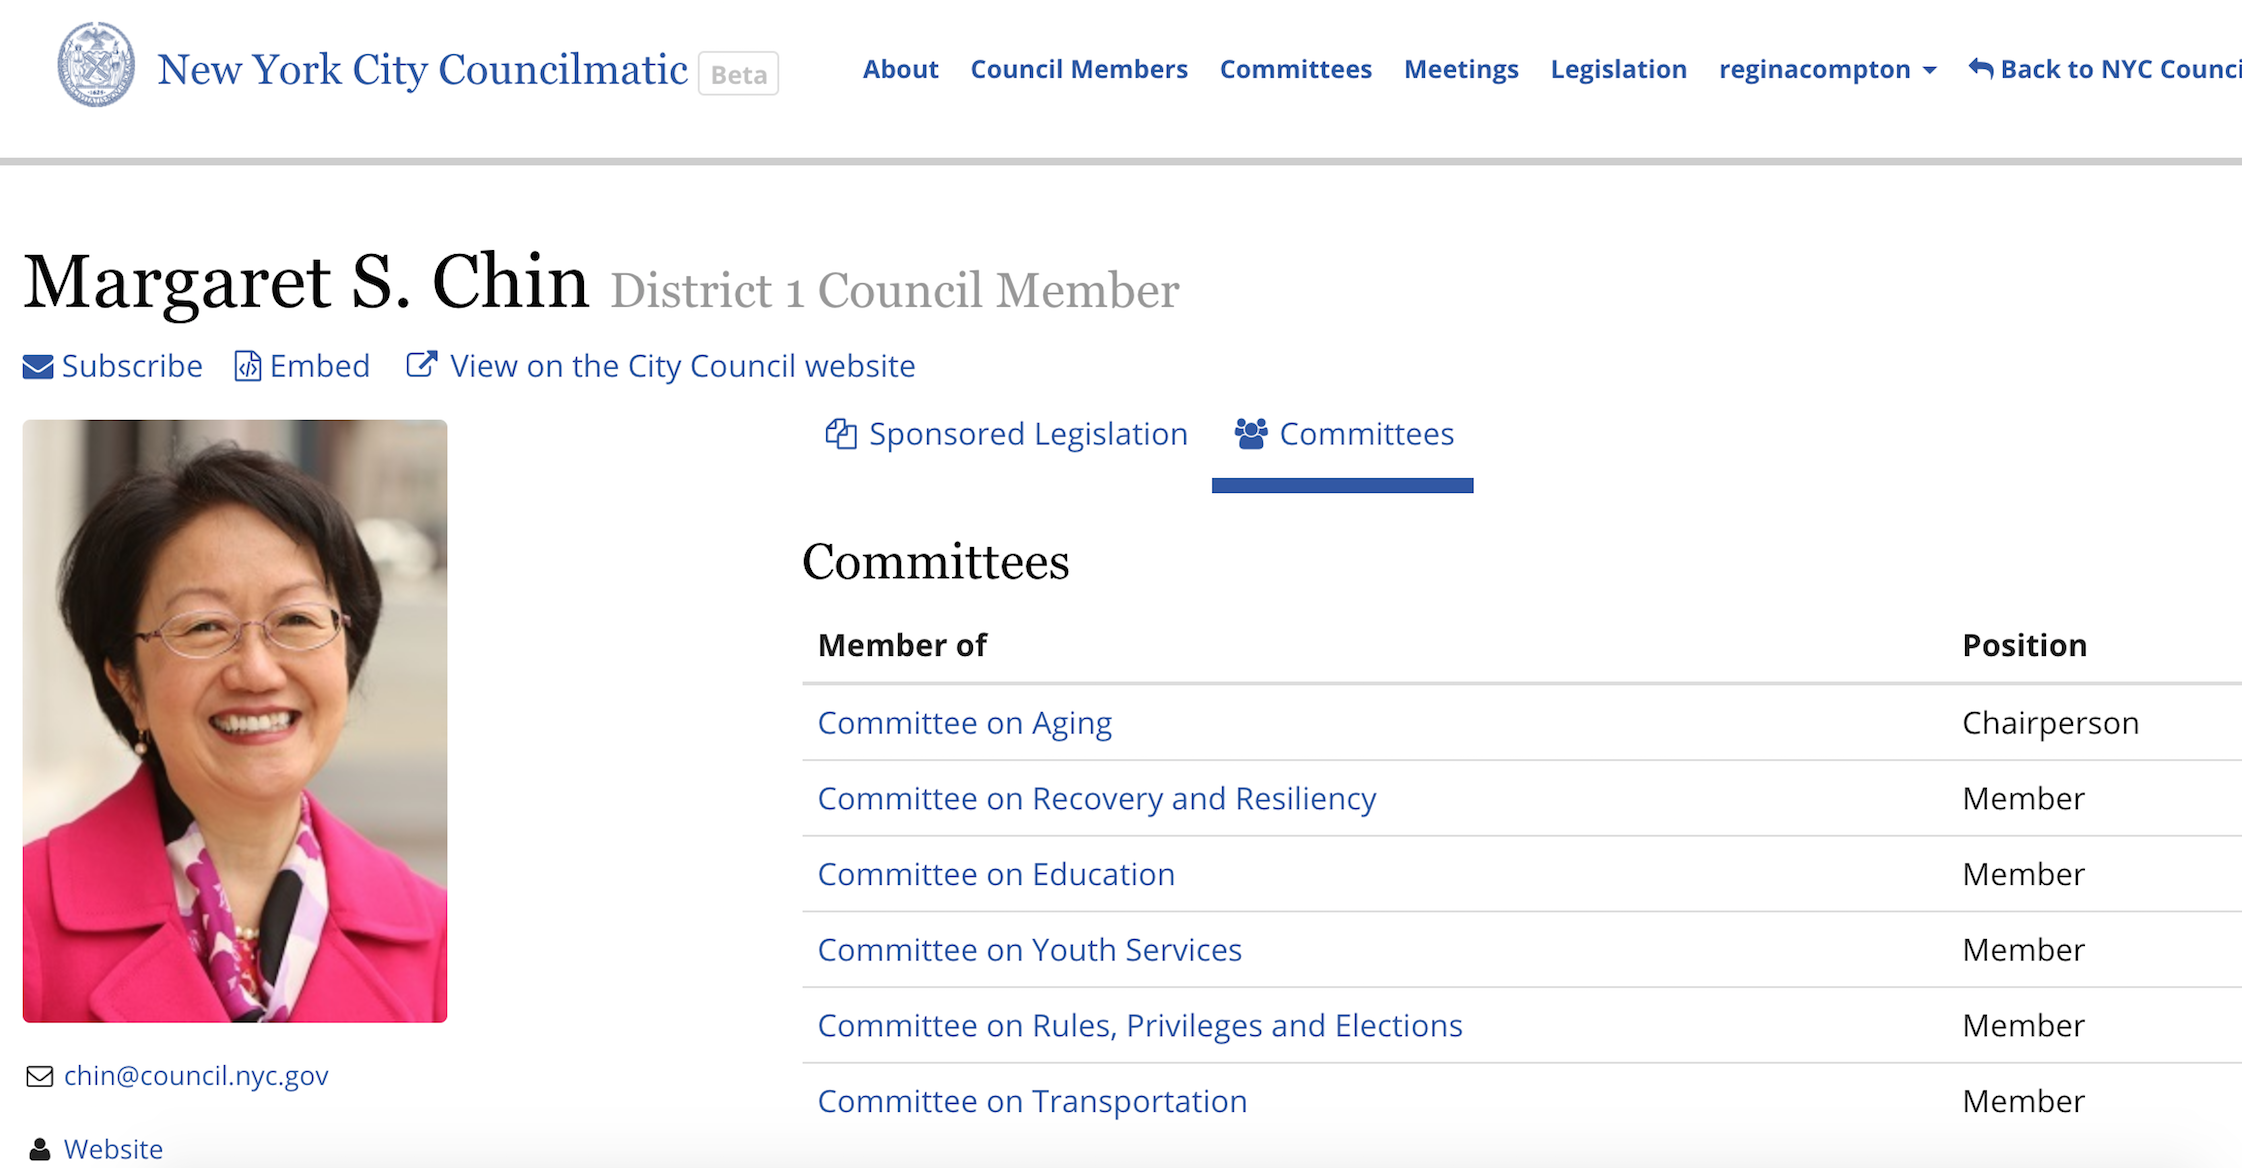 New York City Councilmatic Beta About Council Members Committees Meetings Legislation reginacompton Back to NYC Counci
Margaret S. Chin District 1 Council Member
Subscribe Embed View on the City Council website
Sponsored Legislation Committees
Committees
Member of Position
Committee on Aging Chairperson
Committee on Recovery and Resiliency Member
Committee on Education Member
Committee on Youth Services Member
Committee on Rules, Privileges and Elections Member
Committee on Transportation Member
chin@council.nyc.gov
Website